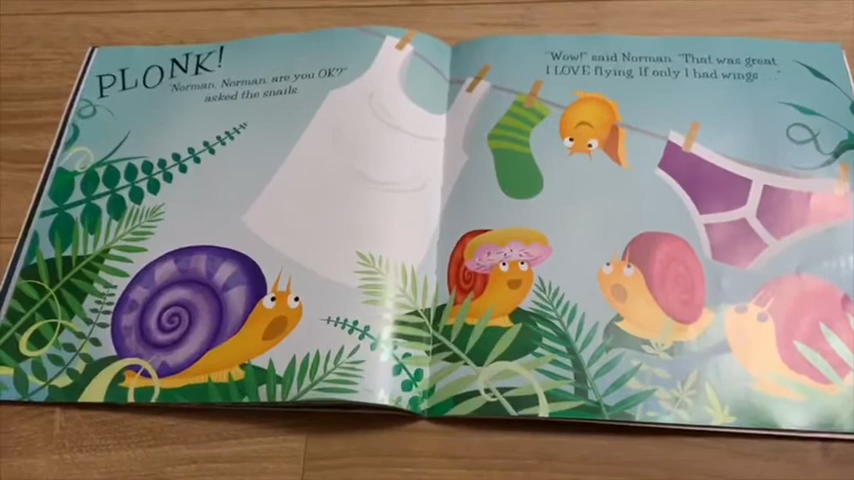 PLONK!
"Norman, Norman, are you OK?"
asked the snails.
"Wow!" said Norman. "That was great.
I LOVE flying. If only I had wings . . ."